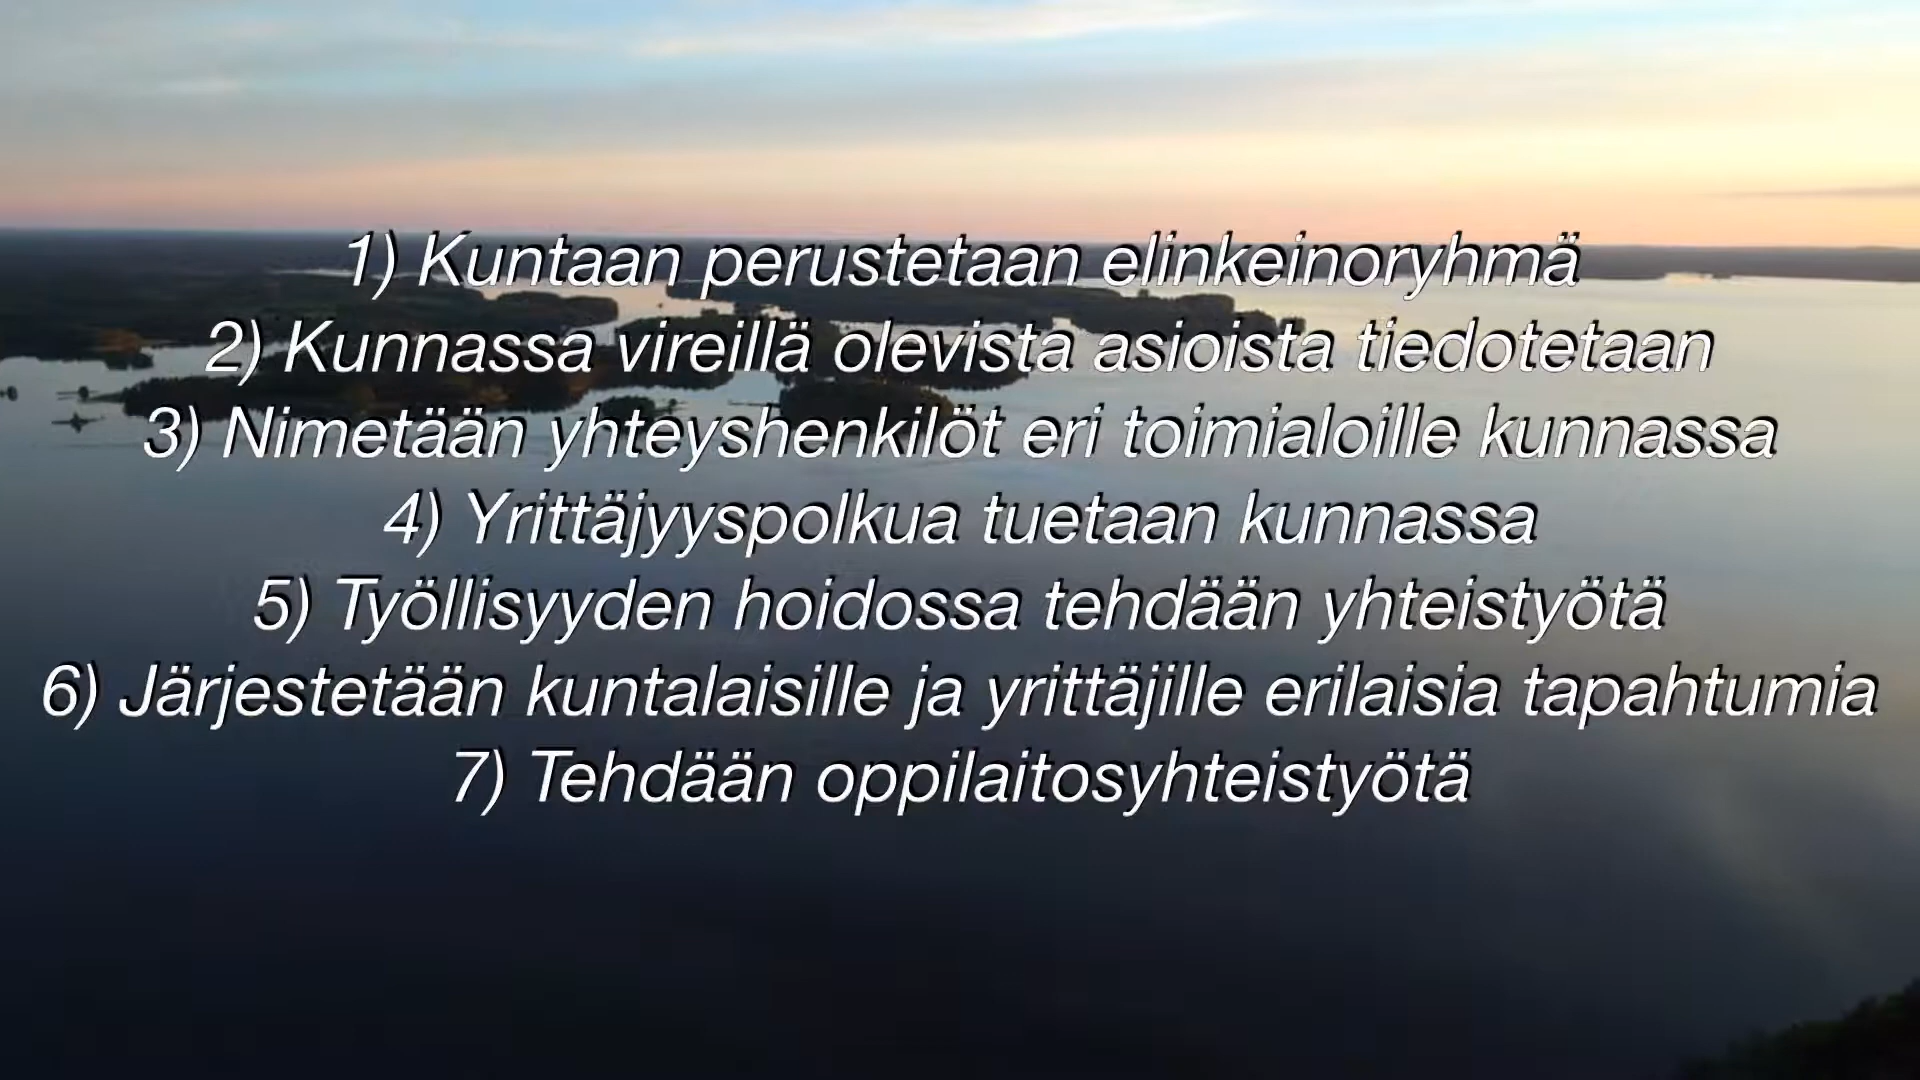 1) Kuntaan perustetaan elinkeinoryhmä
2) Kunnassa vireillä olevista asioista tiedotetaan
3) Nimetään yhteyshenkilöt eri toimialoille kunnassa
4) Yrittäjyyspolkua tuetaan kunnassa
5) Työllisyyden hoidossa tehdään yhteistyötä
6) Järjestetään kuntalaisille ja yrittäjille erilaisia tapahtumia
7) Tehdään oppilaitosyhteistyötä